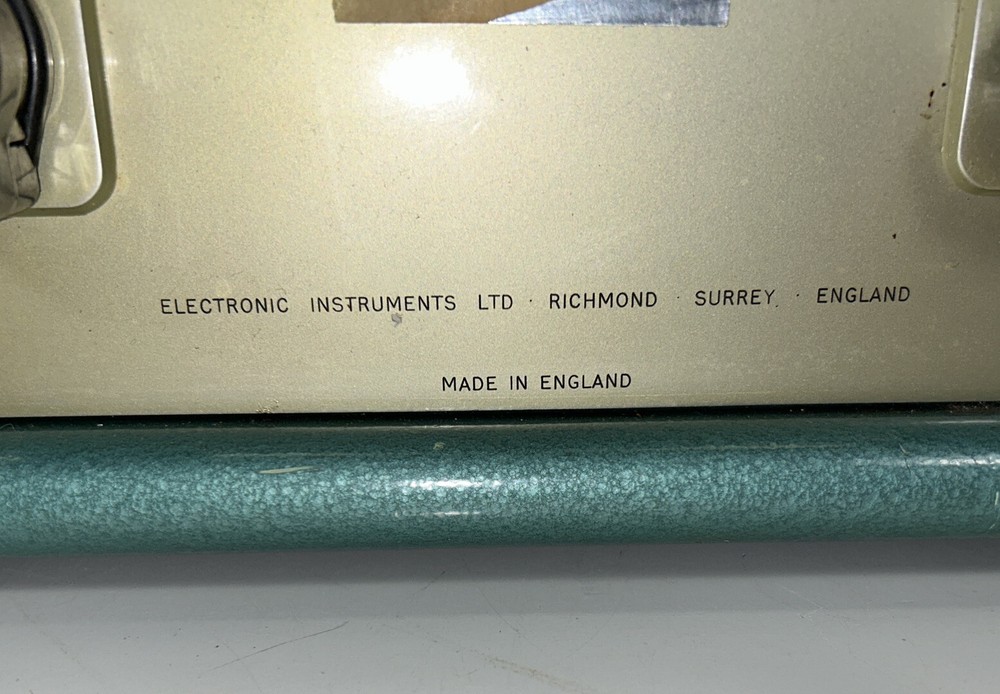 ELECTRONIC INSTRUMENTS LTD · RICHMOND · SURREY · ENGLAND
MADE IN ENGLAND